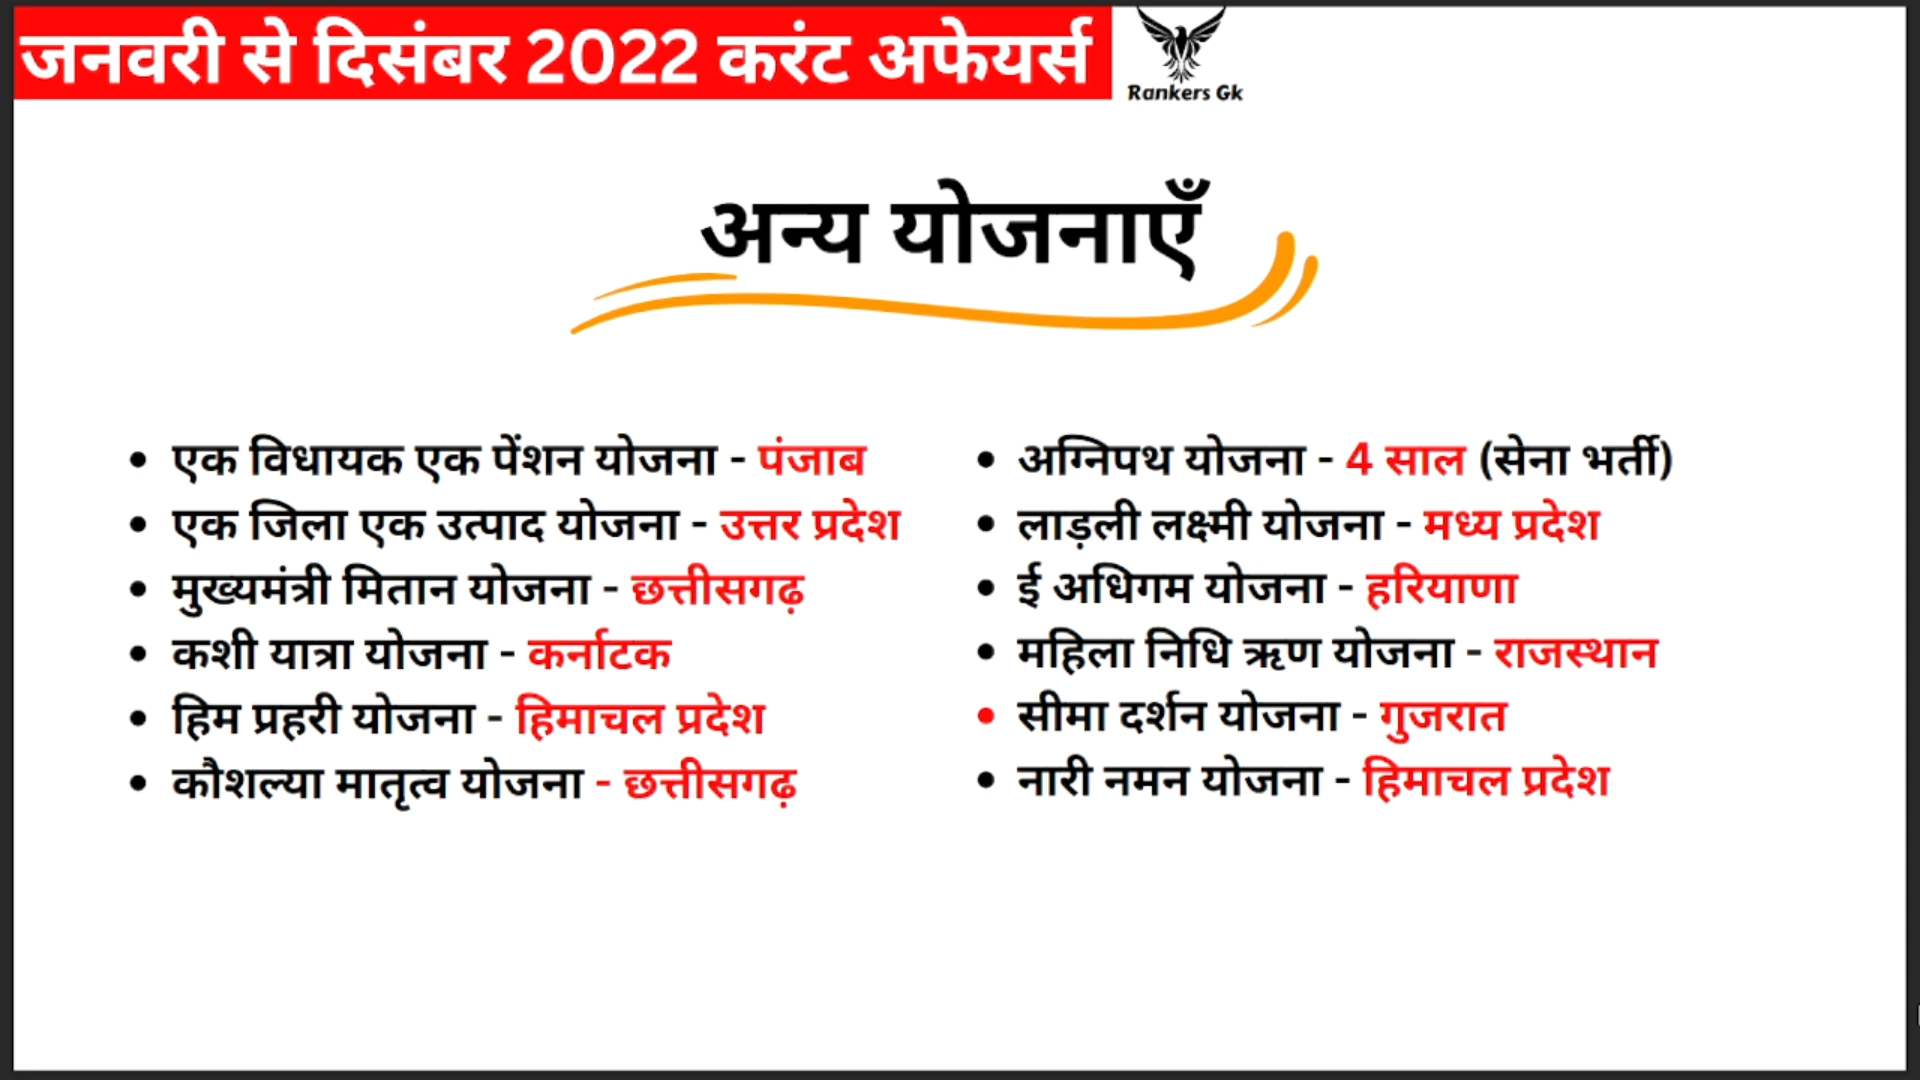 जनवरी से दिसंबर 2022 करंट अफेयर्स
Rankers Gk
अन्य योजनाएँ
• एक विधायक एक पेंशन योजना - पंजाब
• एक जिला एक उत्पाद योजना - उत्तर प्रदेश
• मुख्यमंत्री मितान योजना - छत्तीसगढ़
• कशी यात्रा योजना - कर्नाटक
• हिम प्रहरी योजना - हिमाचल प्रदेश
• कौशल्या मातृत्व योजना - छत्तीसगढ़
• अग्निपथ योजना - 4 साल (सेना भर्ती)
• लाड़ली लक्ष्मी योजना - मध्य प्रदेश
• ई अधिगम योजना - हरियाणा
• महिला निधि ऋण योजना - राजस्थान
• सीमा दर्शन योजना - गुजरात
• नारी नमन योजना - हिमाचल प्रदेश